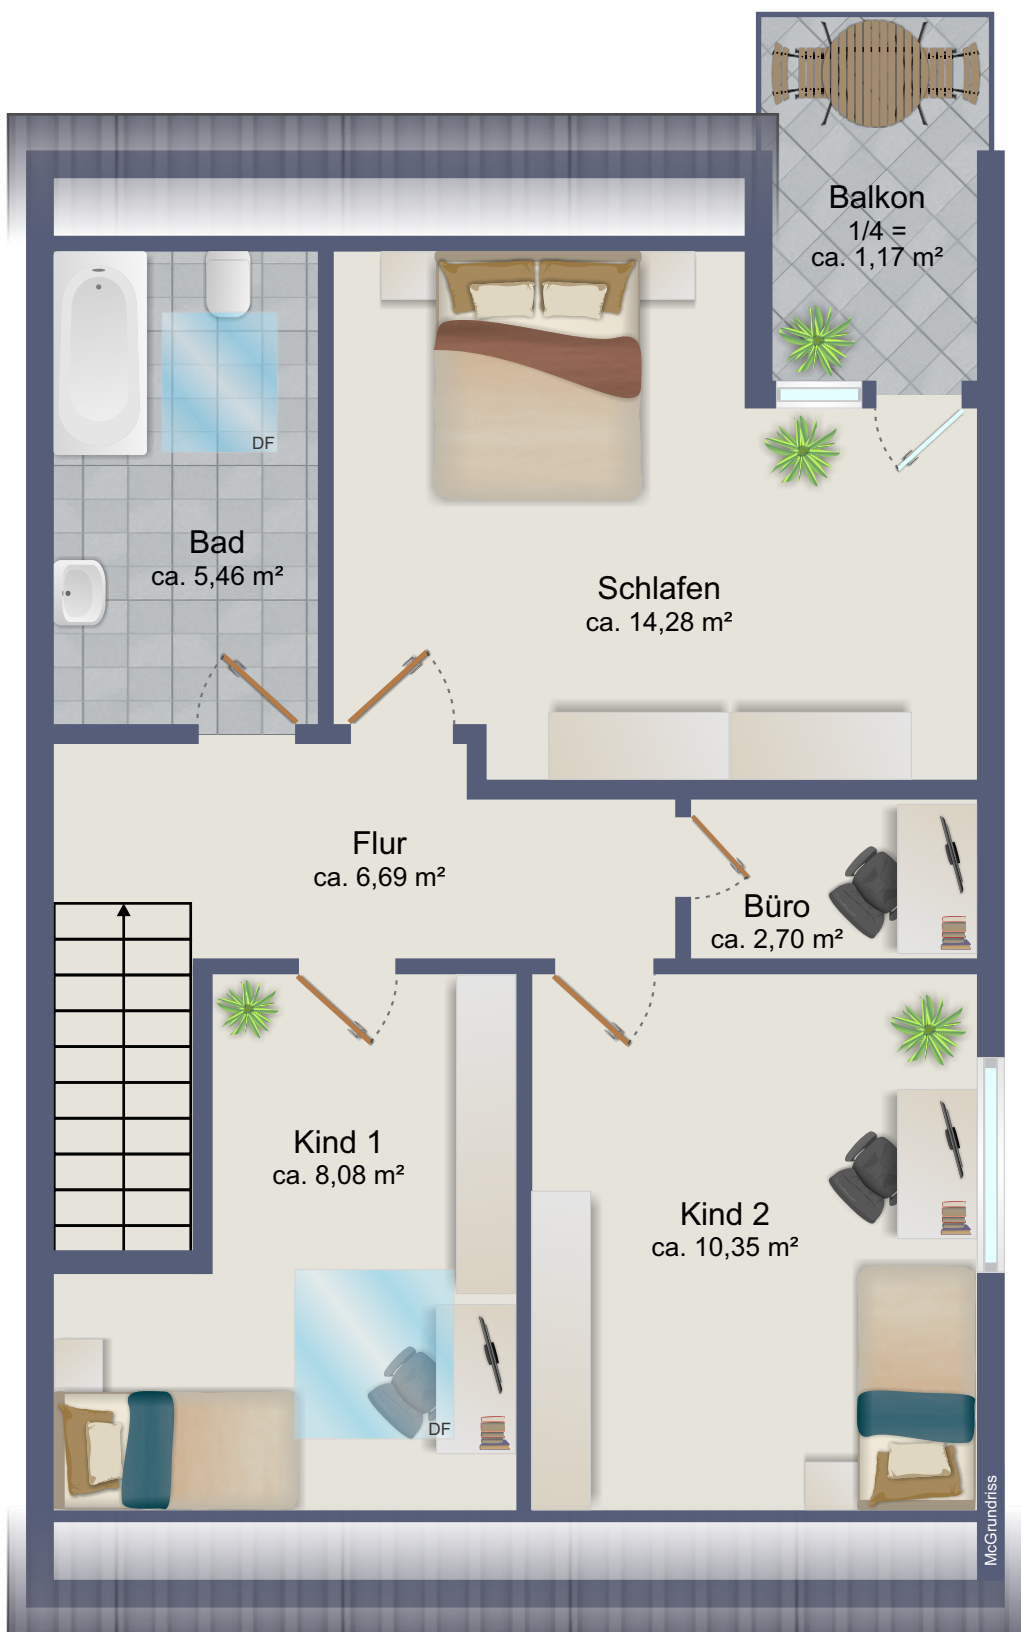 Balkon
1/4 =
ca. 1,17 m²
DF
Bad
ca. 5,46 m²
Schlafen
ca. 14,28 m²
Flur
ca. 6,69 m²
Büro
ca. 2,70 m²
Kind 1
ca. 8,08 m²
Kind 2
ca. 10,35 m²
DF
McGrundriss